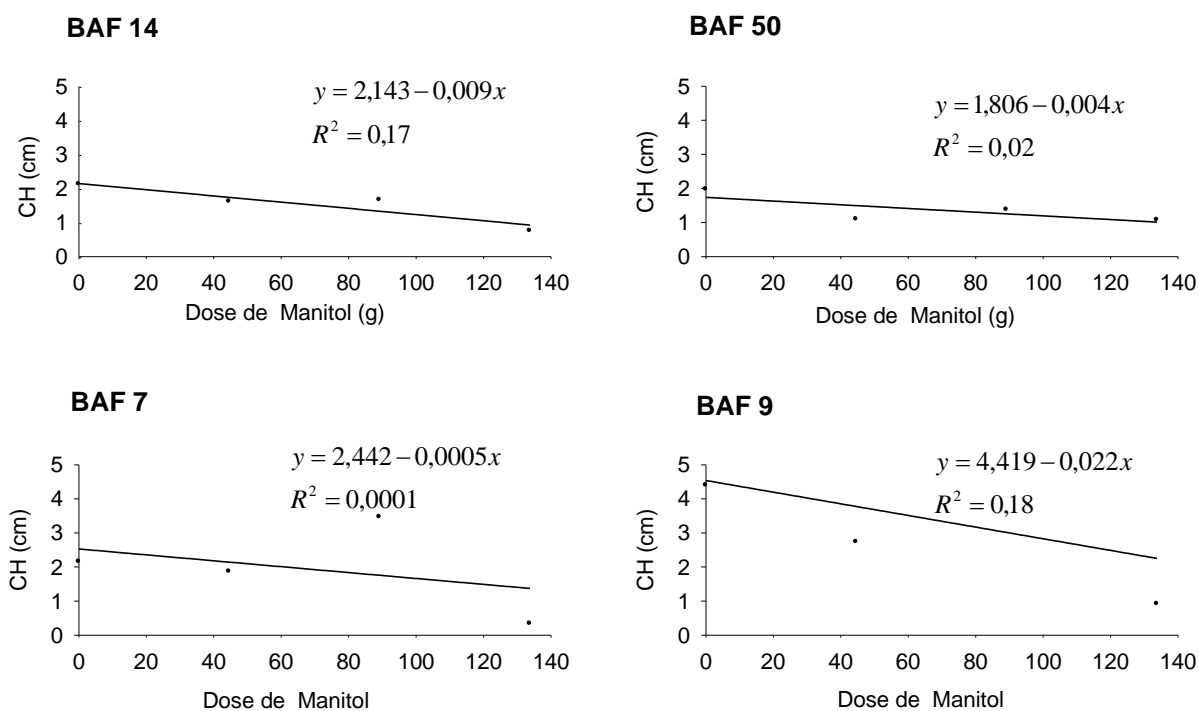 BAF 14
y = 2,143 – 0,009x
R² = 0,17
CH (cm)
5
4
3
2
1
0
0 20 40 60 80 100 120 140
Dose de Manitol (g)
BAF 50
y = 1,806 – 0,004x
R² = 0,02
CH (cm)
5
4
3
2
1
0
0 20 40 60 80 100 120 140
Dose de Manitol (g)
BAF 7
y = 2,442 – 0,0005x
R² = 0,0001
CH (cm)
5
4
3
2
1
0
0 20 40 60 80 100 120 140
Dose de Manitol
BAF 9
y = 4,419 – 0,022x
R² = 0,18
CH (cm)
5
4
3
2
1
0
0 20 40 60 80 100 120 140
Dose de Manitol